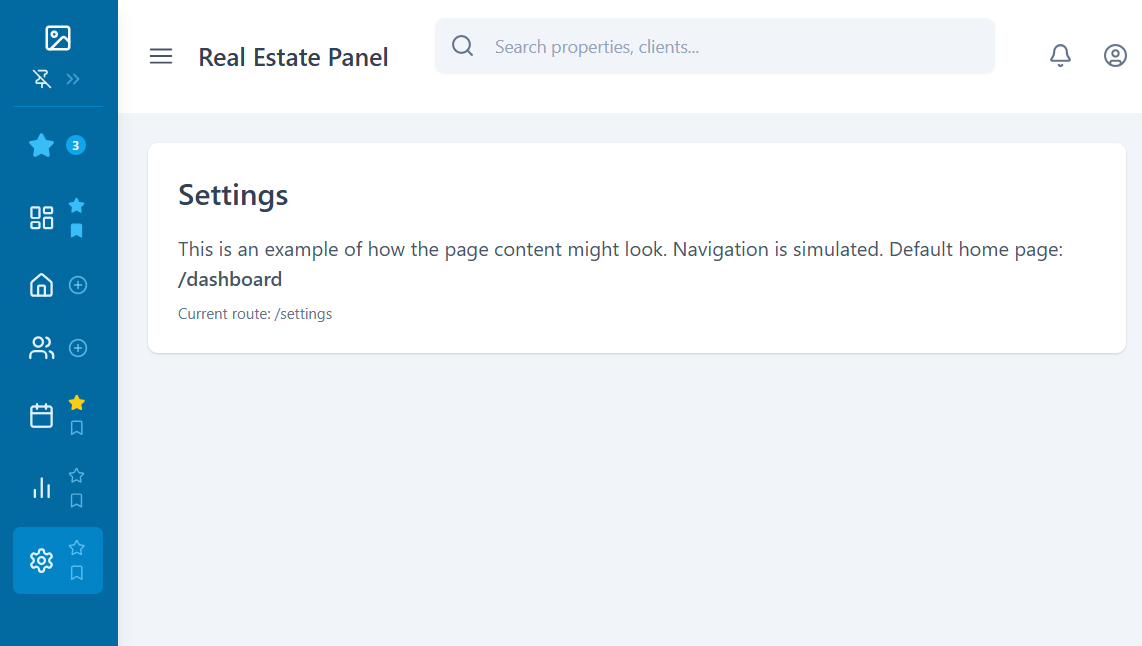 Real Estate Panel
Search properties, clients...
3
Settings
This is an example of how the page content might look. Navigation is simulated. Default home page:
/dashboard
Current route: /settings